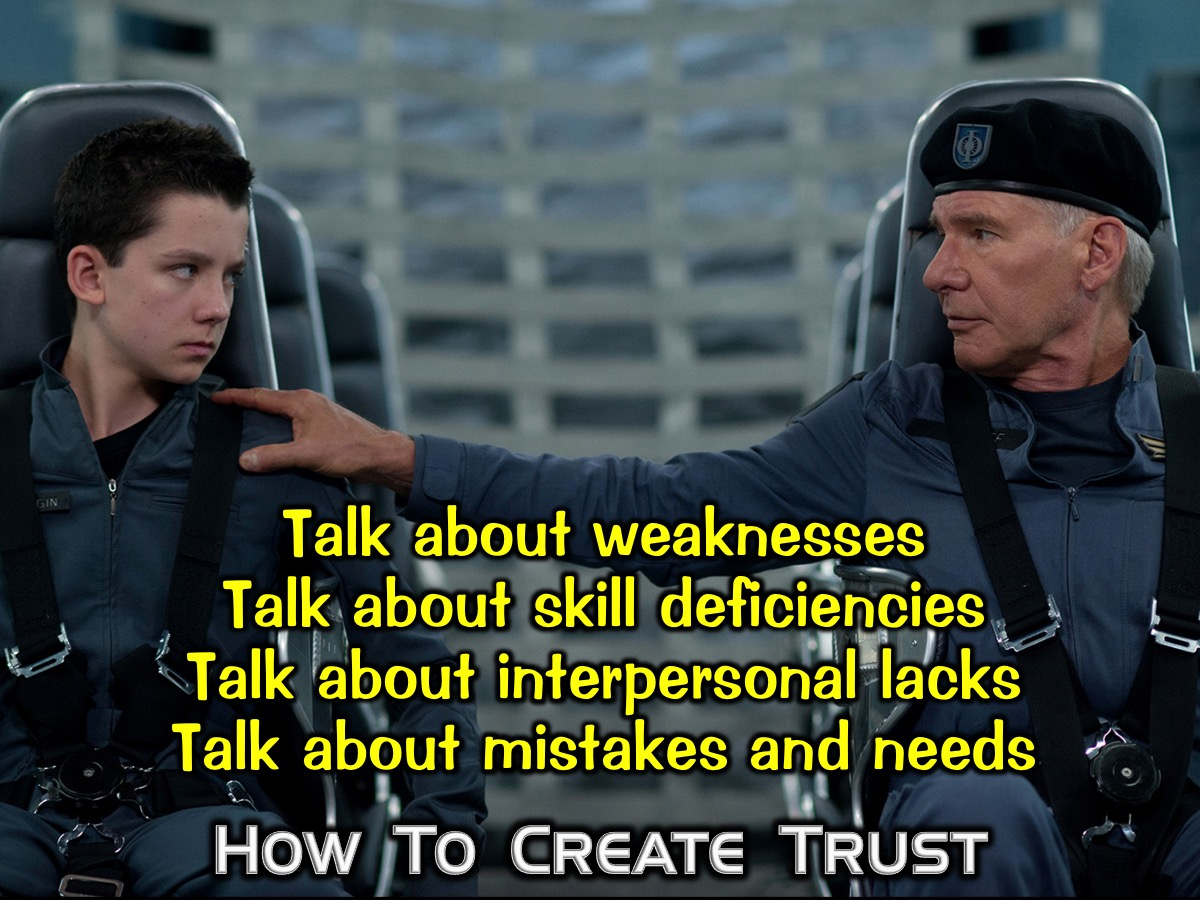 GIN
Talk about weaknesses
Talk about skill deficiencies
Talk about interpersonal lacks
Talk about mistakes and needs
How To Create Trust